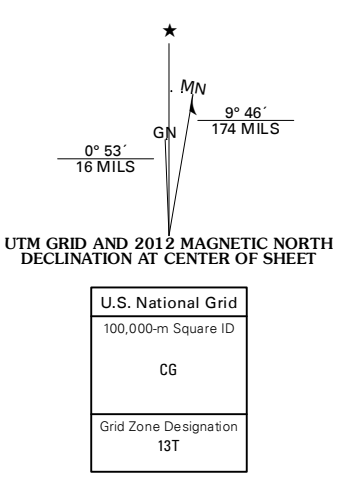 ★
MN
9° 46´
174 MILS
GN
0° 53´
16 MILS
UTM GRID AND 2012 MAGNETIC NORTH
DECLINATION AT CENTER OF SHEET
U.S. National Grid
100,000-m Square ID
CG
Grid Zone Designation
13T